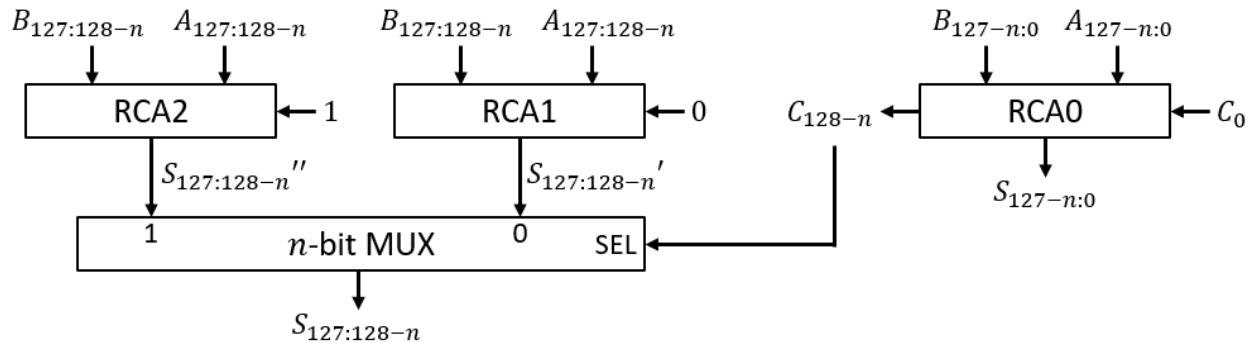 B₁₂₇:₁₂₈₋ₙ A₁₂₇:₁₂₈₋ₙ B₁₂₇:₁₂₈₋ₙ A₁₂₇:₁₂₈₋ₙ B₁₂₇₋ₙ:₀ A₁₂₇₋ₙ:₀
RCA2 1 RCA1 0 C₁₂₈₋ₙ RCA0 C₀
S₁₂₇:₁₂₈₋ₙ'' S₁₂₇:₁₂₈₋ₙ' S₁₂₇₋ₙ:₀
1 n-bit MUX 0 SEL
S₁₂₇:₁₂₈₋ₙ